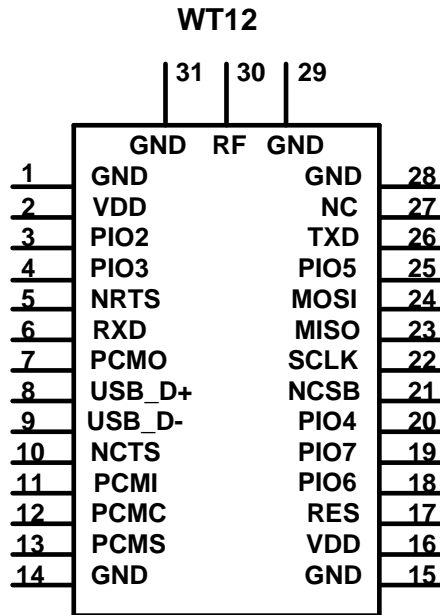 WT12
31 30 29
GND RF GND
1 GND GND 28
2 VDD NC 27
3 PIO2 TXD 26
4 PIO3 PIO5 25
5 NRTS MOSI 24
6 RXD MISO 23
7 PCMO SCLK 22
8 USB_D+ NCSB 21
9 USB_D- PIO4 20
10 NCTS PIO7 19
11 PCMI PIO6 18
12 PCMC RES 17
13 PCMS VDD 16
14 GND GND 15